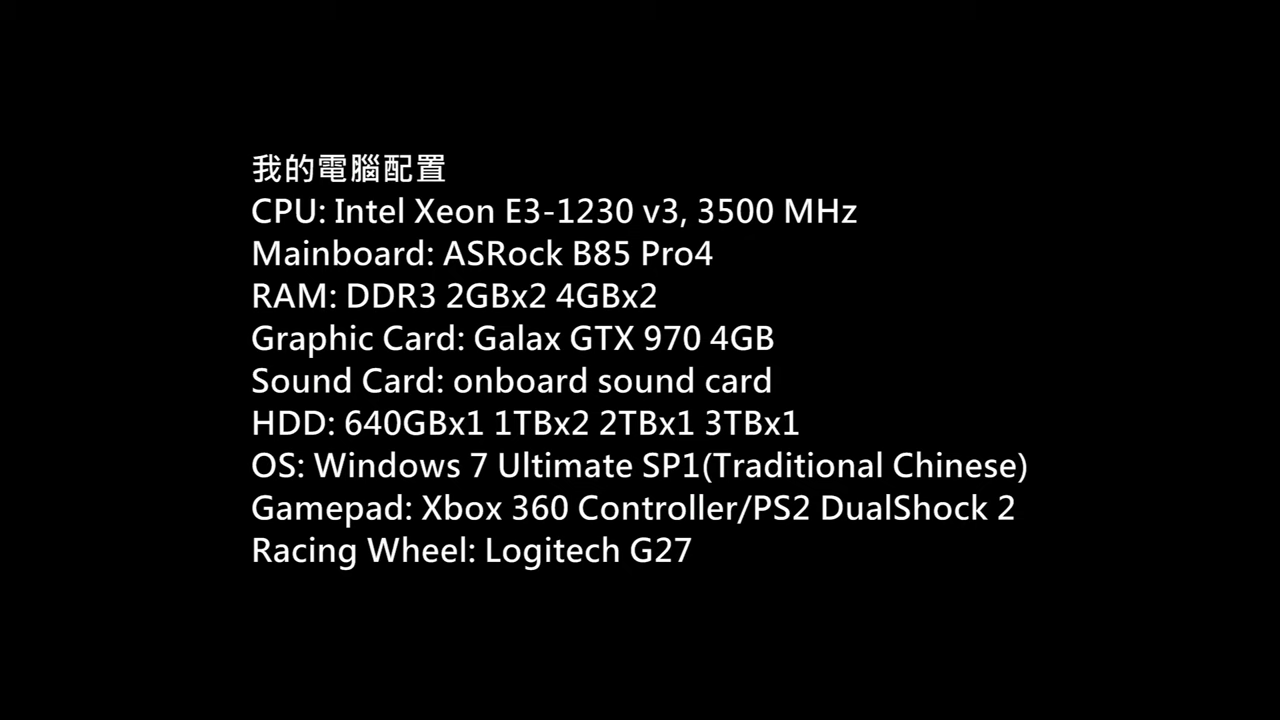 我的電腦配置
CPU: Intel Xeon E3-1230 v3, 3500 MHz
Mainboard: ASRock B85 Pro4
RAM: DDR3 2GBx2 4GBx2
Graphic Card: Galax GTX 970 4GB
Sound Card: onboard sound card
HDD: 640GBx1 1TBx2 2TBx1 3TBx1
OS: Windows 7 Ultimate SP1(Traditional Chinese)
Gamepad: Xbox 360 Controller/PS2 DualShock 2
Racing Wheel: Logitech G27